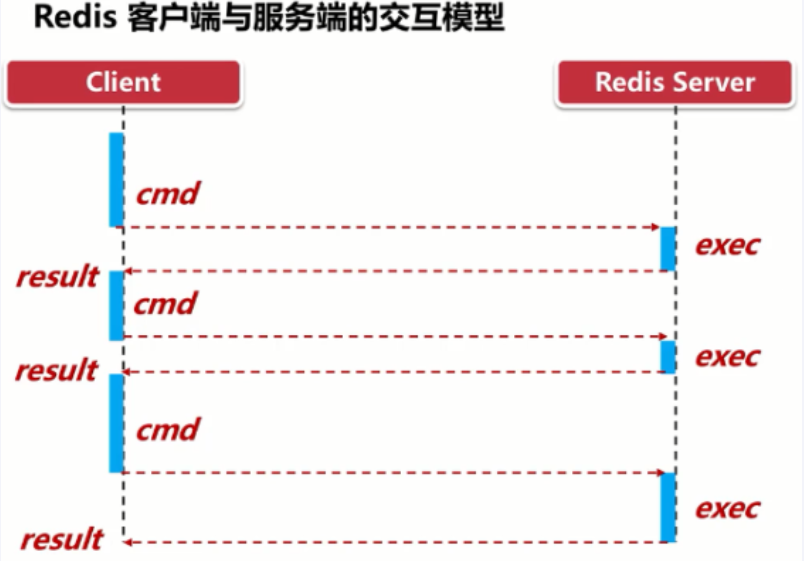 Redis 客户端与服务端的交互模型
Client
Redis Server
cmd
exec
result
cmd
exec
result
cmd
exec
result